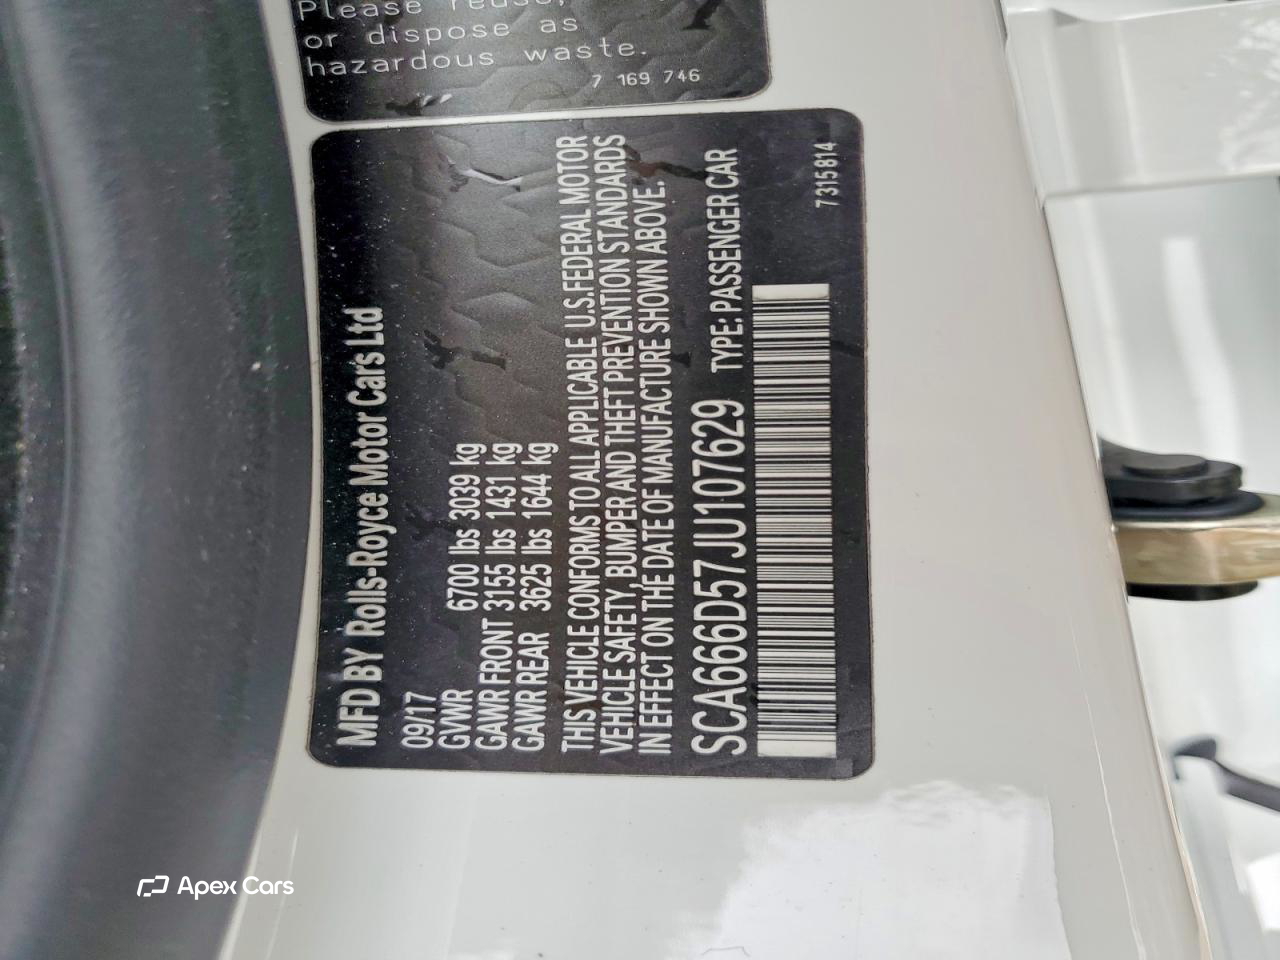 Please reuse,
or dispose as
hazardous waste.
7 169 746
MFD BY Rolls-Royce Motor Cars Ltd
09/17
GVWR 6700 lbs 3039 kg
GAWR FRONT 3155 lbs 1431 kg
GAWR REAR 3625 lbs 1644 kg
THIS VEHICLE CONFORMS TO ALL APPLICABLE U.S.FEDERAL MOTOR
VEHICLE SAFETY, BUMPER AND THEFT PREVENTION STANDARDS
IN EFFECT ON THE DATE OF MANUFACTURE SHOWN ABOVE.
SCA666D57JU107629 TYPE: PASSENGER CAR
7315814
Apex Cars